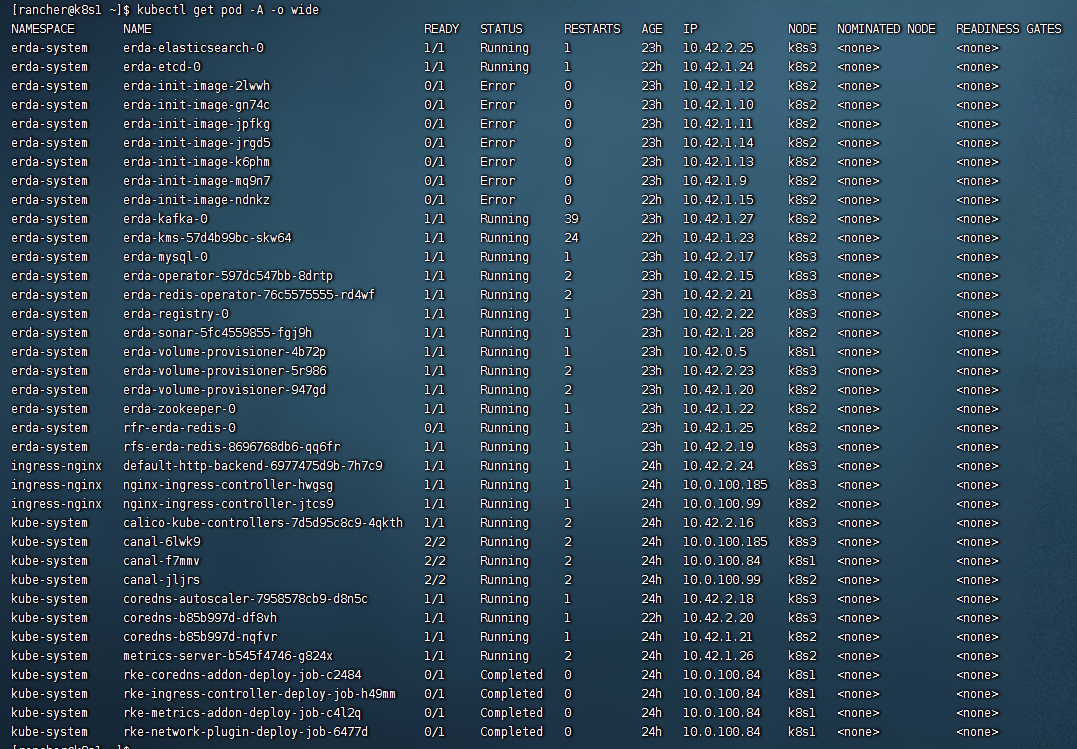 [rancher@k8s1 ~]$ kubectl get pod -A -o wide
NAMESPACE NAME READY STATUS RESTARTS AGE IP NODE NOMINATED NODE READINESS GATES
erda-system erda-elasticsearch-0 1/1 Running 1 23h 10.42.2.25 k8s3 <none> <none>
erda-system erda-etcd-0 1/1 Running 1 22h 10.42.1.24 k8s2 <none> <none>
erda-system erda-init-image-2lwwh 0/1 Error 0 23h 10.42.1.12 k8s2 <none> <none>
erda-system erda-init-image-gn74c 0/1 Error 0 23h 10.42.1.10 k8s2 <none> <none>
erda-system erda-init-image-jpfkg 0/1 Error 0 23h 10.42.1.11 k8s2 <none> <none>
erda-system erda-init-image-jrgd5 0/1 Error 0 23h 10.42.1.14 k8s2 <none> <none>
erda-system erda-init-image-k6phm 0/1 Error 0 23h 10.42.1.13 k8s2 <none> <none>
erda-system erda-init-image-mq9n7 0/1 Error 0 23h 10.42.1.9 k8s2 <none> <none>
erda-system erda-init-image-ndnkz 0/1 Error 0 22h 10.42.1.15 k8s2 <none> <none>
erda-system erda-kafka-0 1/1 Running 39 23h 10.42.1.27 k8s2 <none> <none>
erda-system erda-kms-57d4b99bc-skw64 1/1 Running 24 22h 10.42.1.23 k8s2 <none> <none>
erda-system erda-mysql-0 1/1 Running 1 23h 10.42.2.17 k8s3 <none> <none>
erda-system erda-operator-597dc547bb-8drtp 1/1 Running 2 23h 10.42.2.15 k8s3 <none> <none>
erda-system erda-redis-operator-76c5575555-rd4wf 1/1 Running 2 23h 10.42.2.21 k8s3 <none> <none>
erda-system erda-registry-0 1/1 Running 1 23h 10.42.2.22 k8s3 <none> <none>
erda-system erda-sonar-5fc4559855-fgj9h 1/1 Running 1 23h 10.42.1.28 k8s2 <none> <none>
erda-system erda-volume-provisioner-4b72p 1/1 Running 1 23h 10.42.0.5 k8s1 <none> <none>
erda-system erda-volume-provisioner-5r986 1/1 Running 2 23h 10.42.2.23 k8s3 <none> <none>
erda-system erda-volume-provisioner-947gd 1/1 Running 2 23h 10.42.1.20 k8s2 <none> <none>
erda-system erda-zookeeper-0 1/1 Running 1 23h 10.42.1.22 k8s2 <none> <none>
erda-system rfr-erda-redis-0 0/1 Running 1 23h 10.42.1.25 k8s2 <none> <none>
erda-system rfs-erda-redis-8696768db6-qq6fr 1/1 Running 1 23h 10.42.2.19 k8s3 <none> <none>
ingress-nginx default-http-backend-6977475d9b-7h7c9 1/1 Running 1 24h 10.42.2.24 k8s3 <none> <none>
ingress-nginx nginx-ingress-controller-hwgsg 1/1 Running 1 24h 10.0.100.185 k8s3 <none> <none>
ingress-nginx nginx-ingress-controller-jtcs9 1/1 Running 1 24h 10.0.100.99 k8s2 <none> <none>
kube-system calico-kube-controllers-7d5d95c8c9-4qkth 1/1 Running 2 24h 10.42.2.16 k8s3 <none> <none>
kube-system canal-6lwk9 2/2 Running 2 24h 10.0.100.185 k8s3 <none> <none>
kube-system canal-f7mmv 2/2 Running 2 24h 10.0.100.84 k8s1 <none> <none>
kube-system canal-jljrs 2/2 Running 2 24h 10.0.100.99 k8s2 <none> <none>
kube-system coredns-autoscaler-7958578cb9-d8n5c 1/1 Running 1 24h 10.42.2.18 k8s3 <none> <none>
kube-system coredns-b85b997d-df8vh 1/1 Running 1 22h 10.42.2.20 k8s3 <none> <none>
kube-system coredns-b85b997d-nqfvr 1/1 Running 1 24h 10.42.1.21 k8s2 <none> <none>
kube-system metrics-server-b545f4746-g824x 1/1 Running 2 24h 10.42.1.26 k8s2 <none> <none>
kube-system rke-coredns-addon-deploy-job-c2484 0/1 Completed 0 24h 10.0.100.84 k8s1 <none> <none>
kube-system rke-ingress-controller-deploy-job-h49mm 0/1 Completed 0 24h 10.0.100.84 k8s1 <none> <none>
kube-system rke-metrics-addon-deploy-job-c4l2q 0/1 Completed 0 24h 10.0.100.84 k8s1 <none> <none>
kube-system rke-network-plugin-deploy-job-6477d 0/1 Completed 0 24h 10.0.100.84 k8s1 <none> <none>